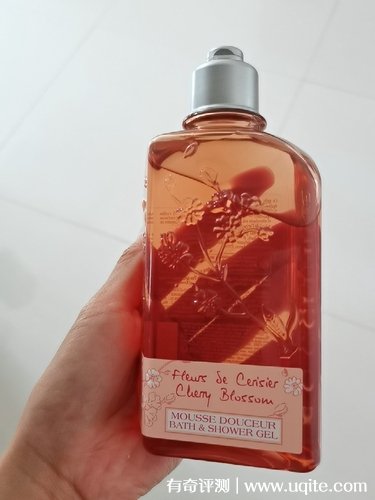 Fleurs de Cerisier
Cherry Blossom
MOUSSE DOUCEUR
BATH & SHOWER GEL
有奇评测 | www.uqite.com